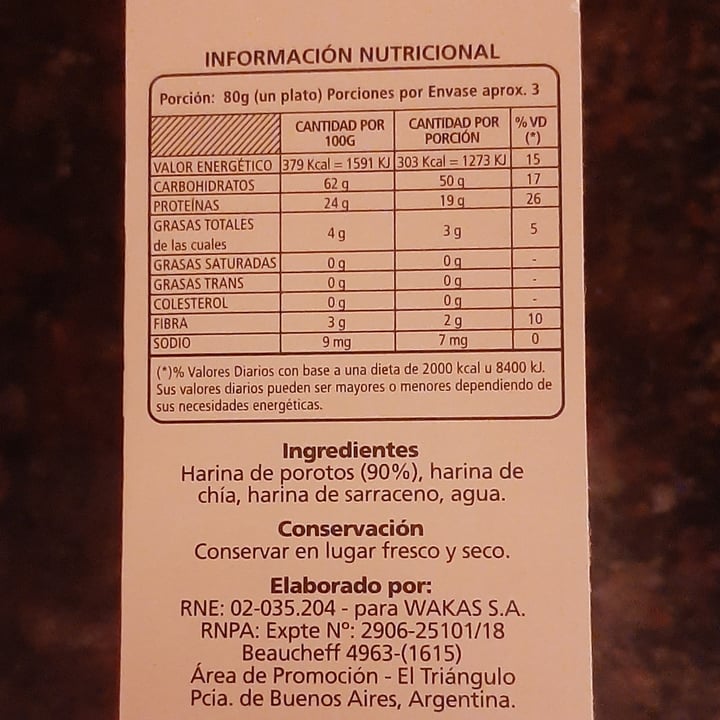 INFORMACIÓN NUTRICIONAL
Porción: 80g (un plato) Porciones por Envase aprox. 3
CANTIDAD POR 100G CANTIDAD POR PORCIÓN % VD (*)
VALOR ENERGÉTICO 379 Kcal = 1591 KJ 303 Kcal = 1273 KJ 15
CARBOHIDRATOS 62 g 50 g 17
PROTEÍNAS 24 g 19 g 26
GRASAS TOTALES de las cuales 4 g 3 g 5
GRASAS SATURADAS 0 g 0 g -
GRASAS TRANS 0 g 0 g -
COLESTEROL 0 g 0 g -
FIBRA 3 g 2 g 10
SODIO 9 mg 7 mg 0
(*)% Valores Diarios con base a una dieta de 2000 kcal u 8400 kJ.
Sus valores diarios pueden ser mayores o menores dependiendo de
sus necesidades energéticas.
Ingredientes
Harina de porotos (90%), harina de
chía, harina de sarraceno, agua.
Conservación
Conservar en lugar fresco y seco.
Elaborado por:
RNE: 02-035.204 - para WAKAS S.A.
RNPA: Expte Nº: 2906-25101/18
Beaucheff 4963-(1615)
Área de Promoción - El Triángulo
Pcia. de Buenos Aires, Argentina.